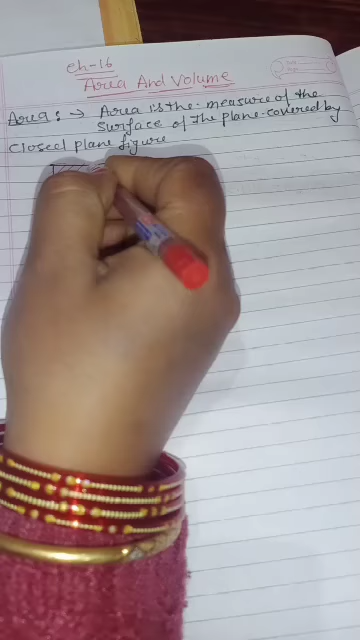 ch-16
Area And Volume
Area :→ Area is the measure of the
surface of the plane covered by
closed plane figure